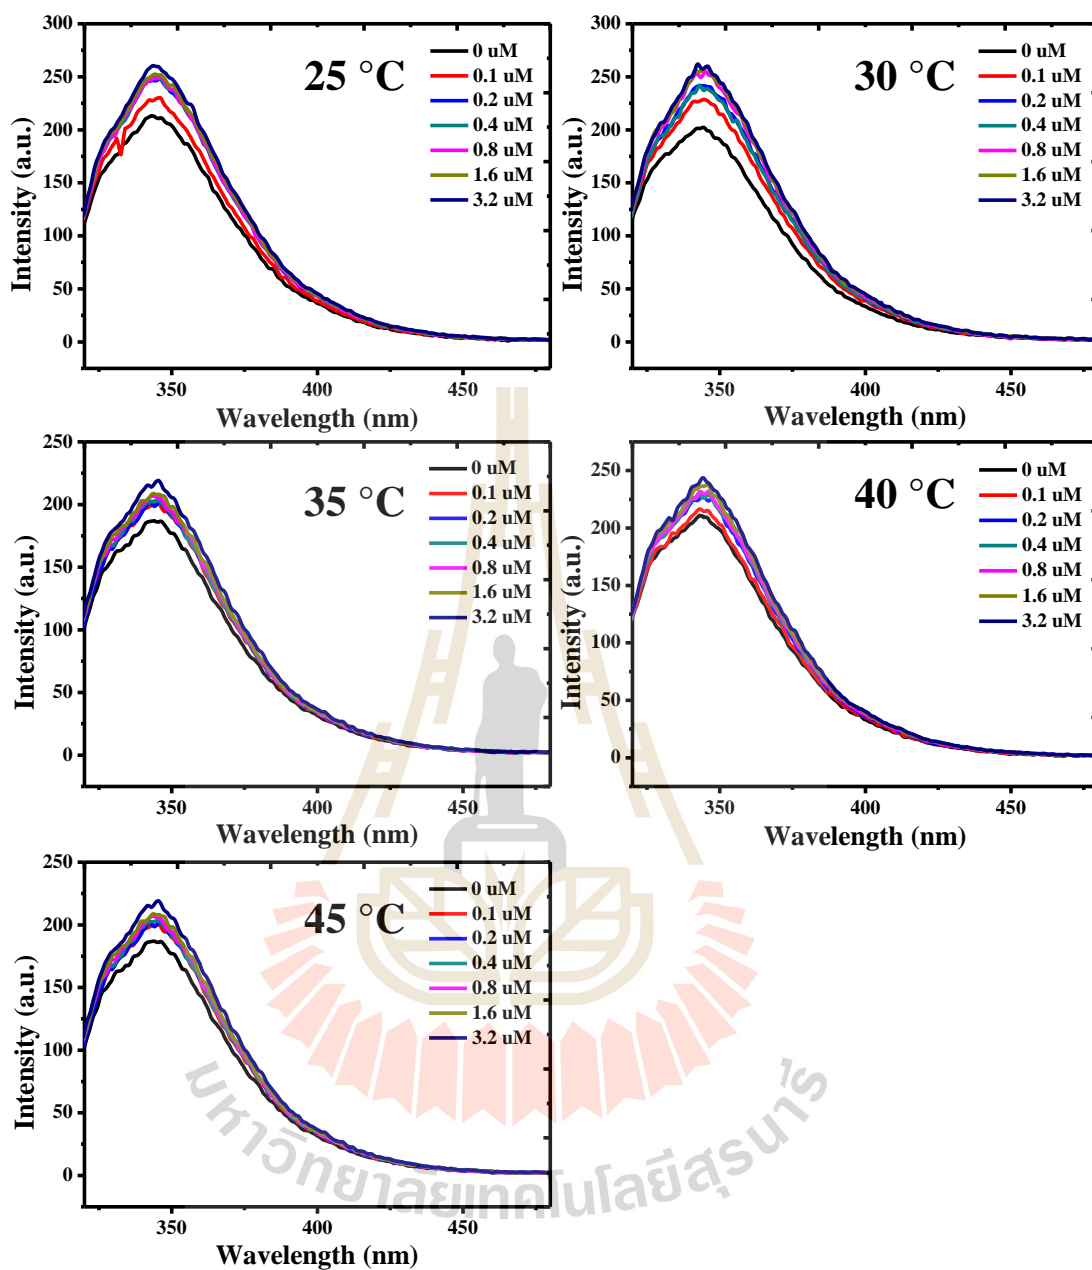 300
250
200
150
100
50
0
Intensity (a.u.)
25 °C
0 uM
0.1 uM
0.2 uM
0.4 uM
0.8 uM
1.6 uM
3.2 uM
350 400 450
Wavelength (nm)
300
250
200
150
100
50
0
Intensity (a.u.)
30 °C
0 uM
0.1 uM
0.2 uM
0.4 uM
0.8 uM
1.6 uM
3.2 uM
350 400 450
Wavelength (nm)
250
200
150
100
50
0
Intensity (a.u.)
35 °C
0 uM
0.1 uM
0.2 uM
0.4 uM
0.8 uM
1.6 uM
3.2 uM
350 400 450
Wavelength (nm)
250
200
150
100
50
0
Intensity (a.u.)
40 °C
0 uM
0.1 uM
0.2 uM
0.4 uM
0.8 uM
1.6 uM
3.2 uM
350 400 450
Wavelength (nm)
250
200
150
100
50
0
Intensity (a.u.)
45 °C
0 uM
0.1 uM
0.2 uM
0.4 uM
0.8 uM
1.6 uM
3.2 uM
350 400 450
Wavelength (nm)
มหาวิทยาลัยเทคโนโลยีสุรนารี